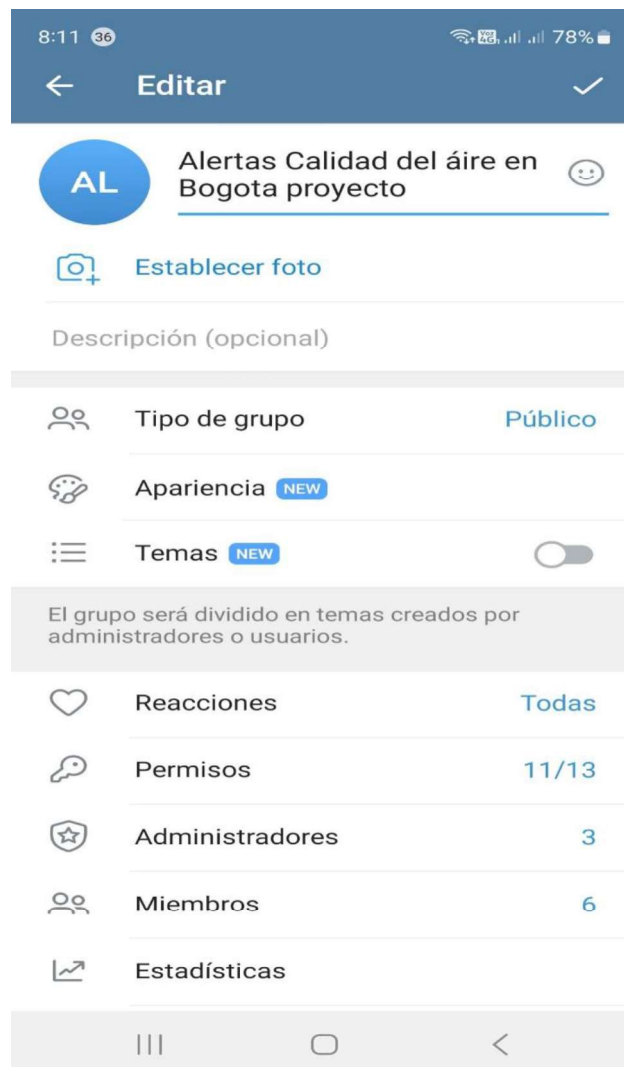 8:11 36 VoD 4G 78%
Editar
AL
Alertas Calidad del áire en
Bogota proyecto
Establecer foto
Descripción (opcional)
Tipo de grupo Público
Apariencia NEW
Temas NEW
El grupo será dividido en temas creados por
administradores o usuarios.
Reacciones Todas
Permisos 11/13
Administradores 3
Miembros 6
Estadísticas